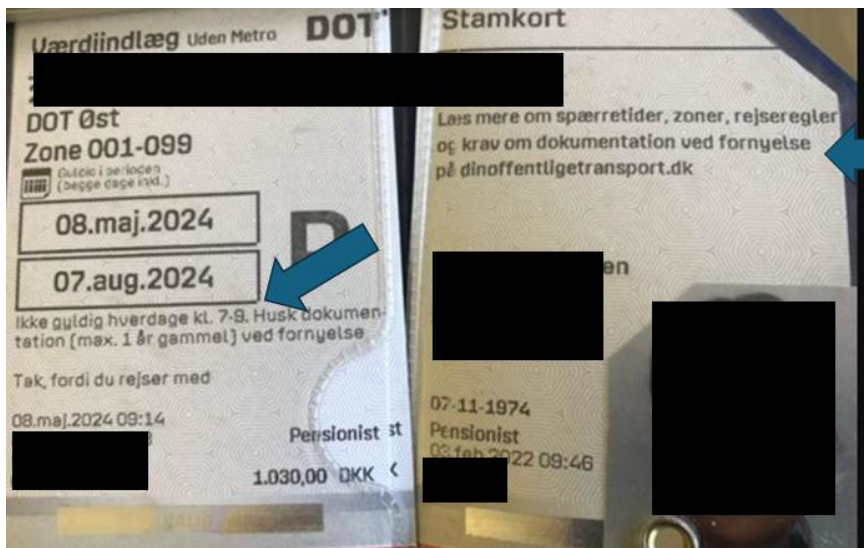 Værdiindlæg Uden Metro DOT
DOT Øst
Zone 001-099
Gyldig i perioden
(begge dage inkl.)
08.maj.2024
07.aug.2024
P
Ikke gyldig hverdage kl. 7-9. Husk dokumen-
tation (max. 1 år gammel) ved fornyelse
Tak, fordi du rejser med
08.maj.2024 09:14
Pensionist
1.030,00 DKK
Stamkort
Læs mere om spærretider, zoner, rejseregler
og krav om dokumentation ved fornyelse
på dinoffentligetransport.dk
en
07-11-1974
Pensionist
03.feb.2022 09:46